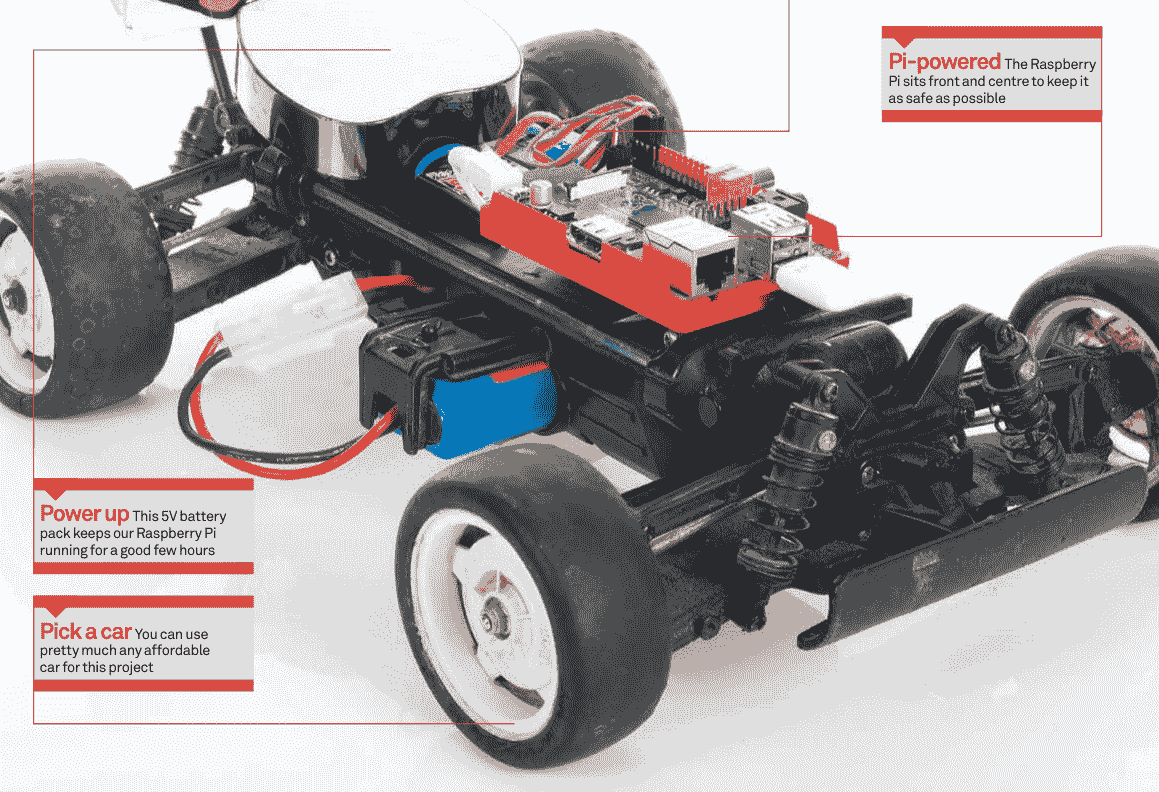 Pi-powered The Raspberry
Pi sits front and centre to keep it
as safe as possible
Power up This 5V battery
pack keeps our Raspberry Pi
running for a good few hours
Pick a car You can use
pretty much any affordable
car for this project